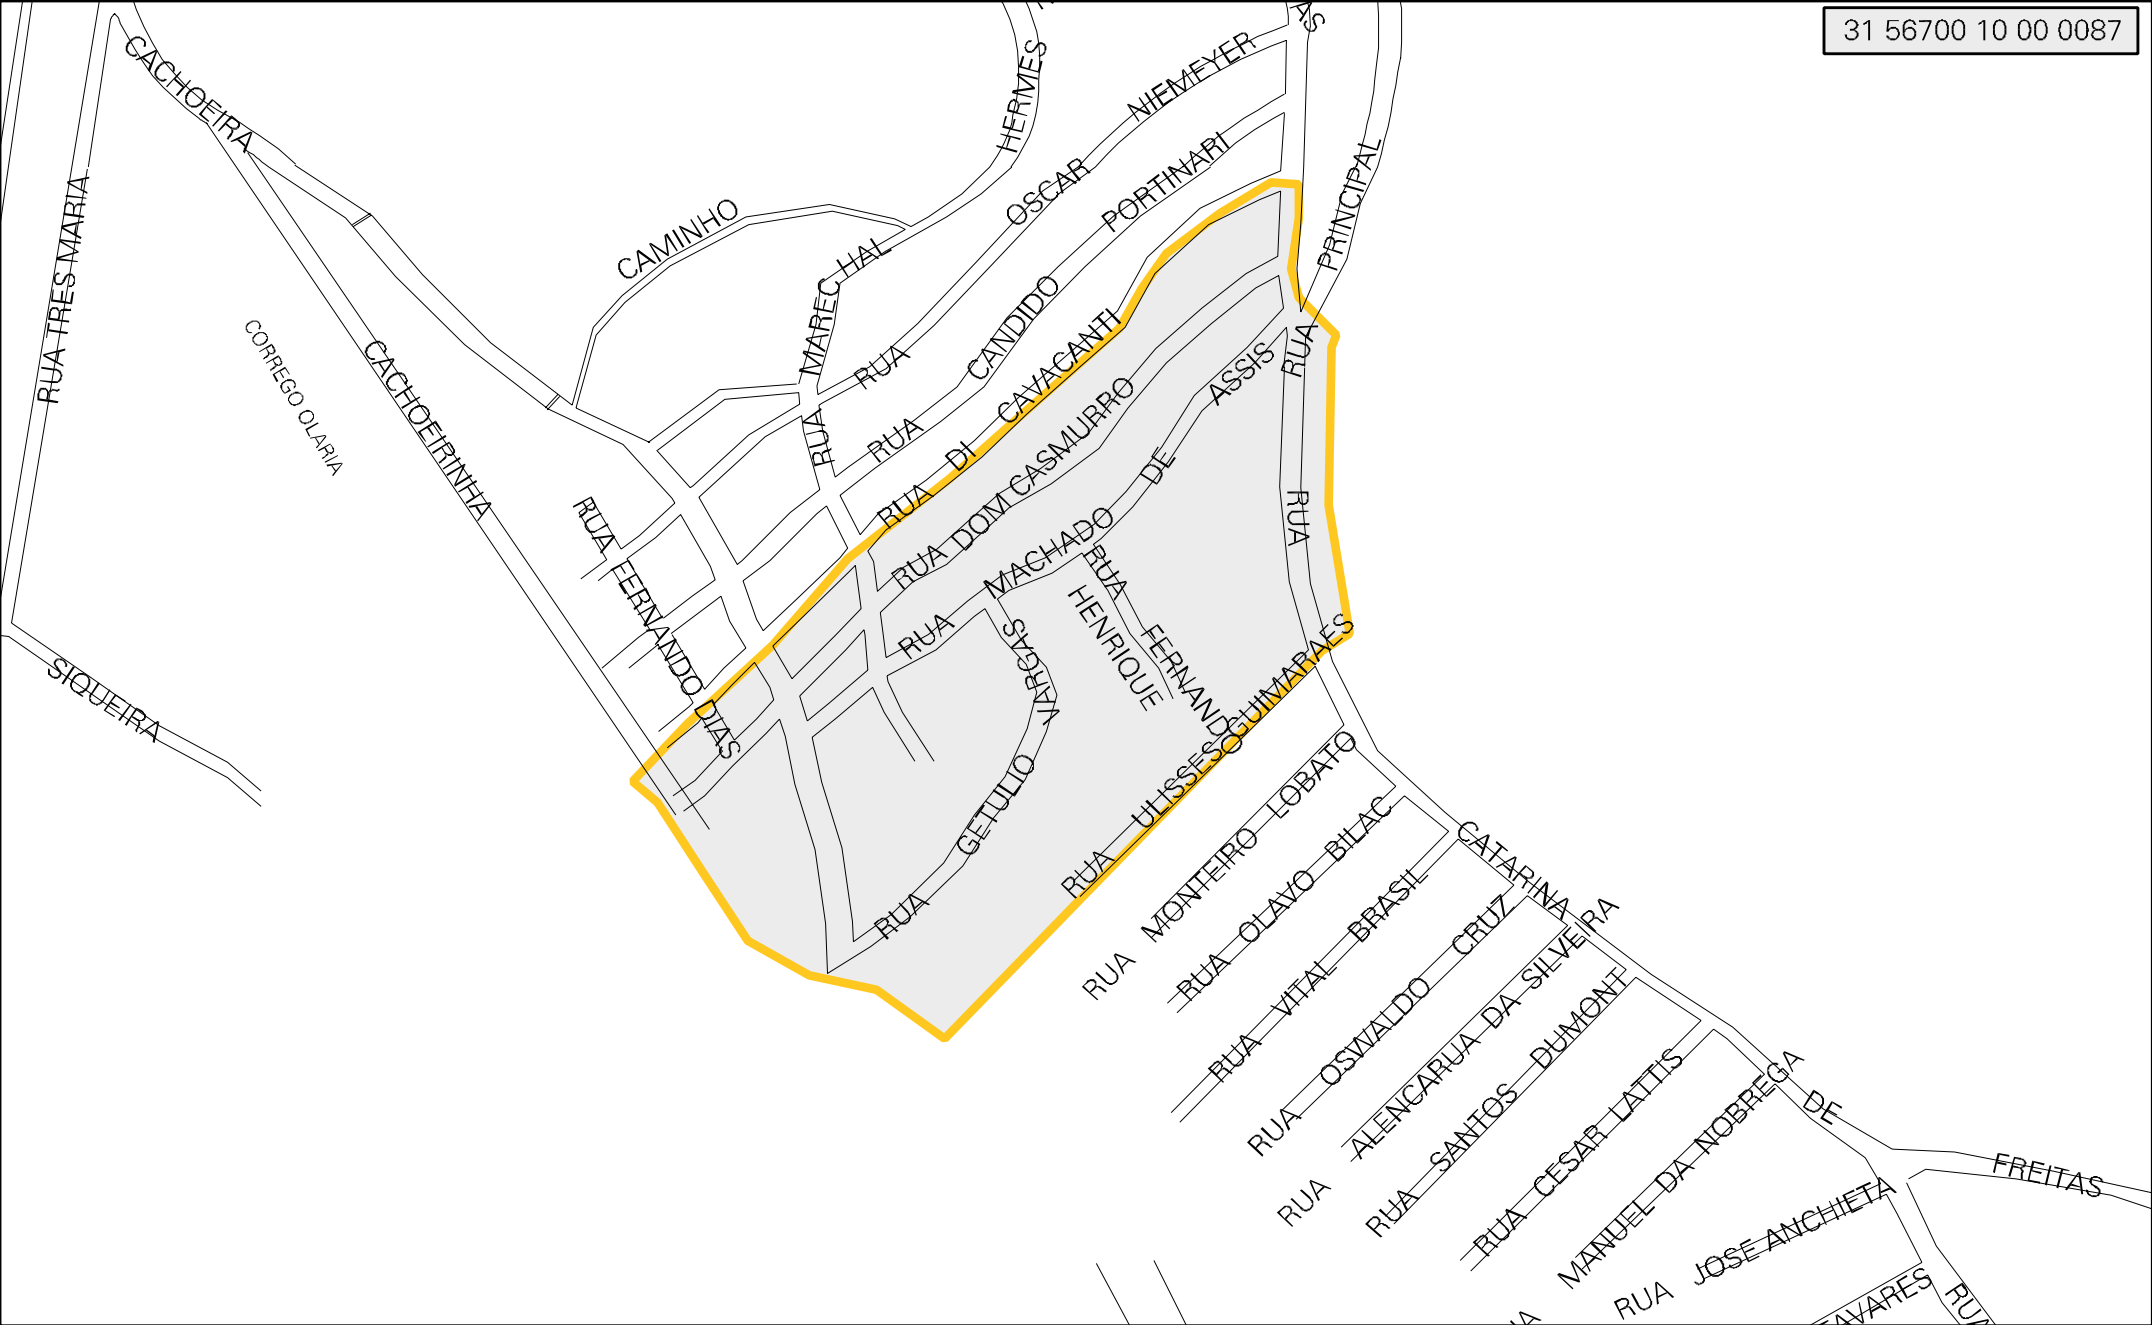 31 56700 10 00 0087
CACHOEIRA
HERMES
RUA OSCAR NIEMEYER
AS
RUA PRINCIPAL
RUA CANDIDO PORTINARI
RUA TRES MARIA
CAMINHO
RUA MAREC HAL
CORREGO OLARIA
CACHOEIRINHA
RUA DI CAVACANTI
RUA DOM CASMURRO
RUA MACHADO DE ASSIS
RUA FERNANDO DIAS
RUA
RUA FERNANDO
HENRIQUE
SIQUEIRA
RUA GETULIO VARGAS
RUA ULISSES GUIMARAES
RUA MONTEIRO LOBATO
RUA OLAVO BILAC
RUA VITAL BRASIL
RUA OSWALDO CRUZ
CATARINA
RUA ALENCAR
RUA DA SILVEIRA
RUA SANTOS DUMONT
RUA CESAR LATTIS
MANUEL DA NOBREGA
DE
FREITAS
RUA JOSE ANCHIETA
TAVARES
RUA